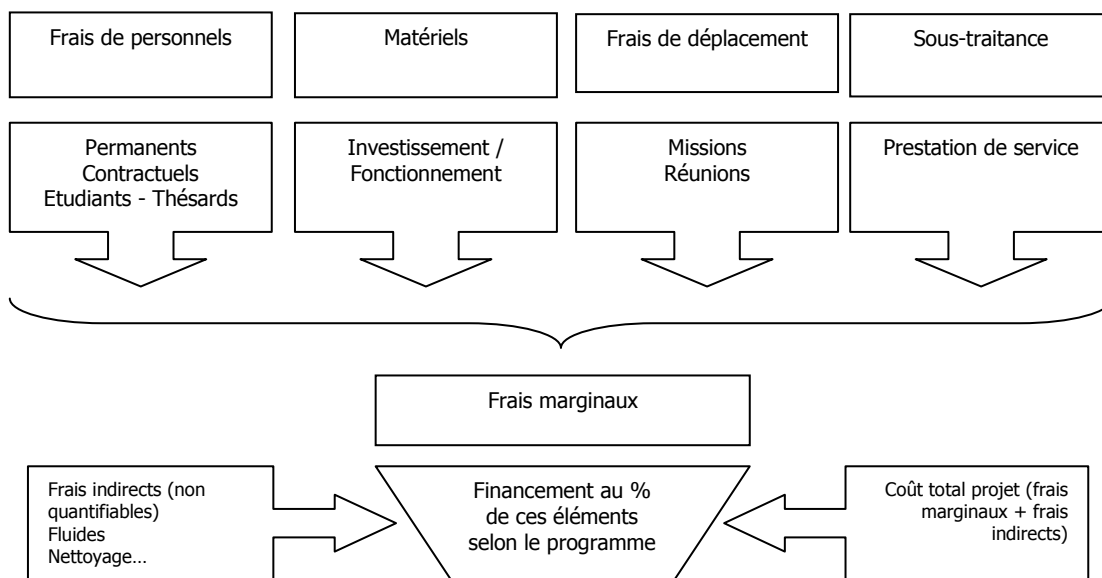 Frais de personnels
Matériels
Frais de déplacement
Sous-traitance
Permanents
Contractuels
Etudiants - Thésards
Investissement /
Fonctionnement
Missions
Réunions
Prestation de service
Frais marginaux
Frais indirects (non
quantifiables)
Fluides
Nettoyage…
Financement au %
de ces éléments
selon le programme
Coût total projet (frais
marginaux + frais
indirects)